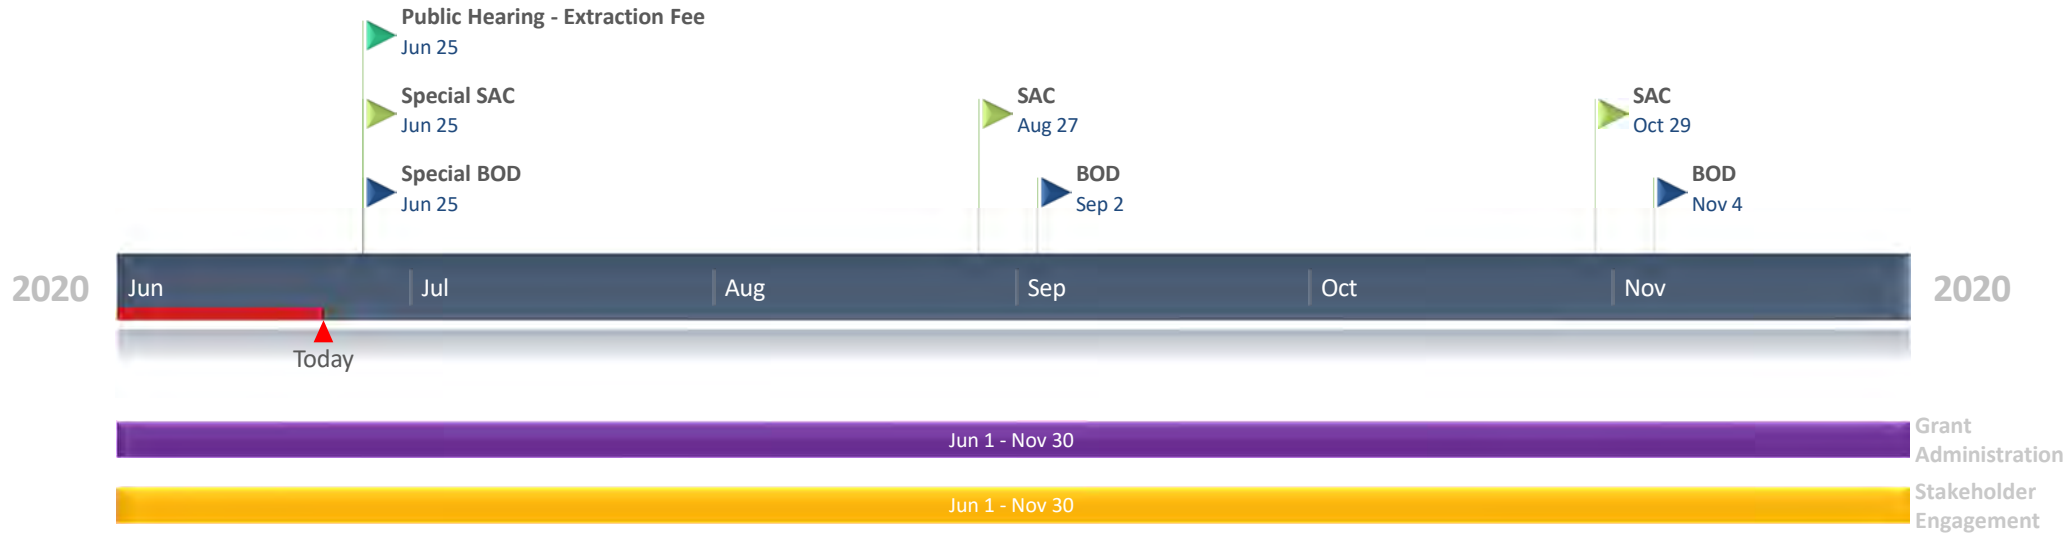 Public Hearing - Extraction Fee
Jun 25
Special SAC
Jun 25
SAC
Aug 27
SAC
Oct 29
Special BOD
Jun 25
BOD
Sep 2
BOD
Nov 4
2020
Jun
Jul
Aug
Sep
Oct
Nov
2020
Today
Jun 1 - Nov 30
Grant
Administration
Jun 1 - Nov 30
Stakeholder
Engagement